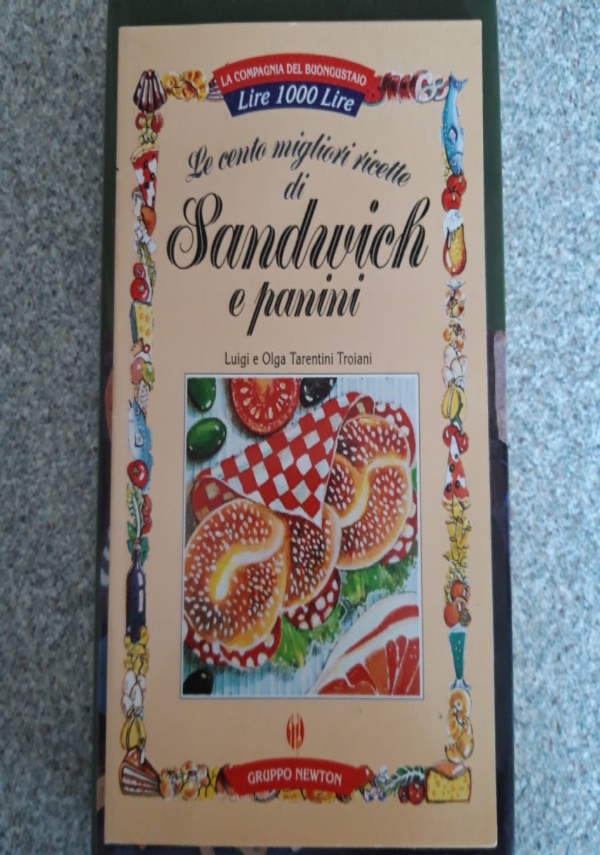 LA COMPAGNIA DEL BUONGUSTAIO
Lire 1000 Lire
Le cento migliori ricette
di
Sandwich
e panini
Luigi e Olga Tarentini Troiani
GRUPPO NEWTON